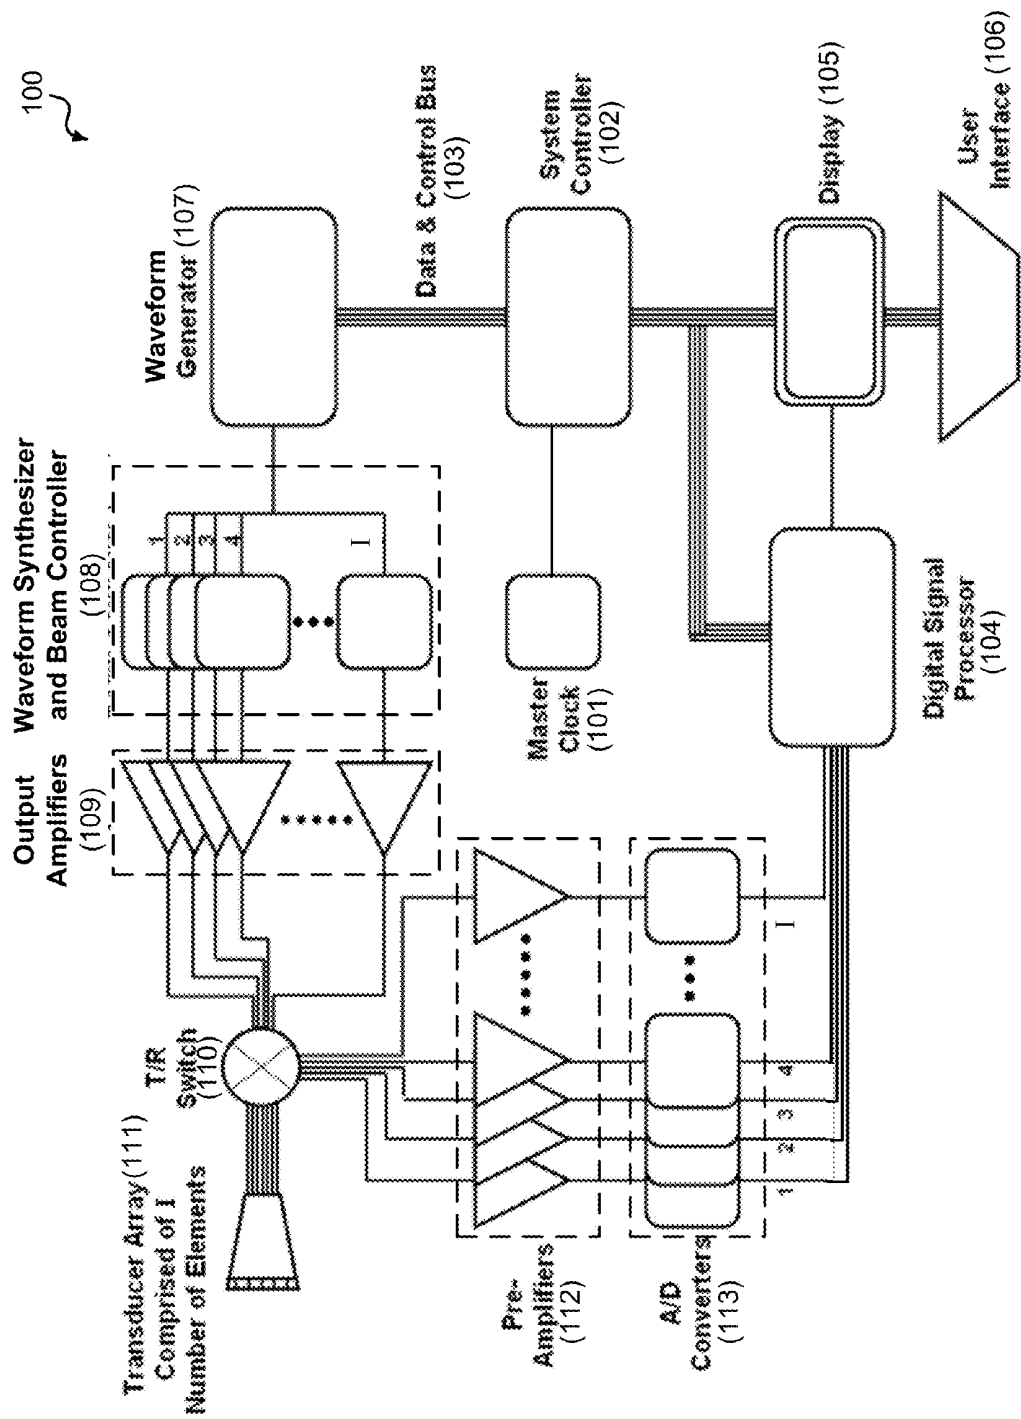 100
Waveform
Generator (107)
Data & Control Bus
(103)
System
Controller
(102)
Display (105)
User
Interface (106)
Waveform Synthesizer
and Beam Controller
(108)
1
2
3
4
I
Master
Clock
(101)
Digital Signal
Processor
(104)
Output
Amplifiers
(109)
T/R
Switch
(110)
Transducer Array (111)
Comprised of I
Number of Elements
Pre-
Amplifiers
(112)
A/D
Converters
(113)
I
4
3
2
1